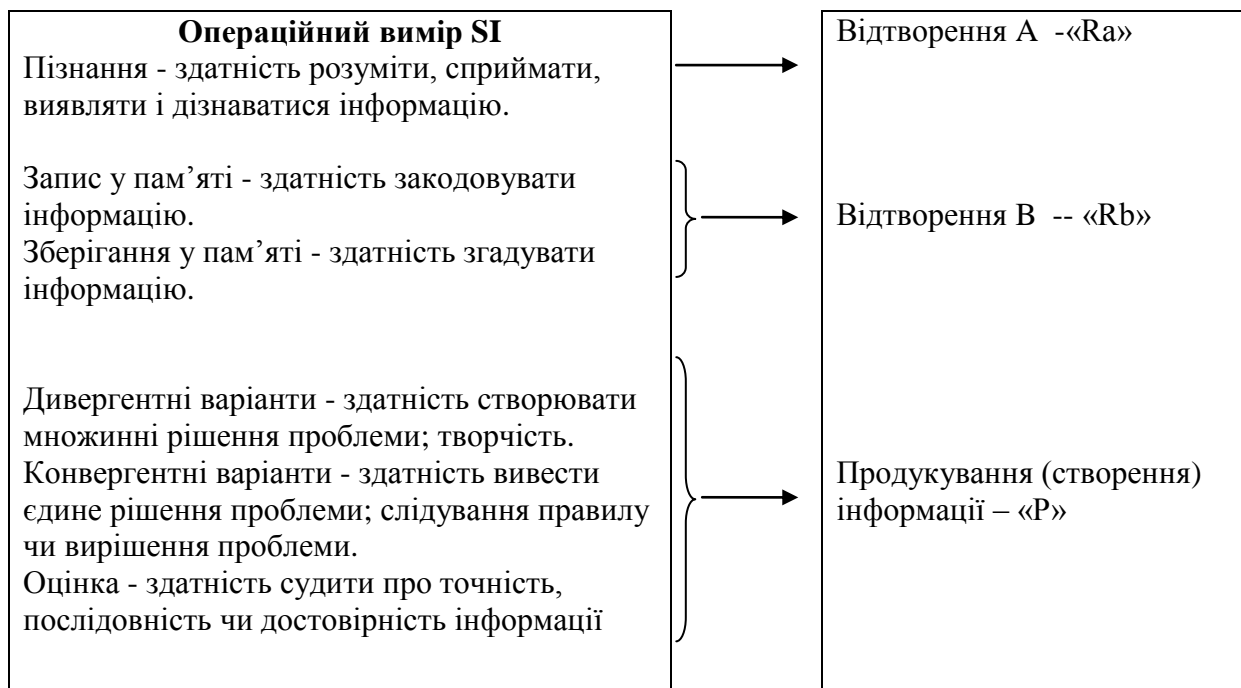 Операційний вимір SI
Пізнання - здатність розуміти, сприймати,
виявляти і дізнаватися інформацію.
Запис у пам’яті - здатність закодовувати
інформацію.
Зберігання у пам’яті - здатність згадувати
інформацію.
Дивергентні варіанти - здатність створювати
множинні рішення проблеми; творчість.
Конвергентні варіанти - здатність вивести
єдине рішення проблеми; слідування правилу
чи вирішення проблеми.
Оцінка - здатність судити про точність,
послідовність чи достовірність інформації
Відтворення А -«Ra»
Відтворення В -- «Rb»
Продукування (створення)
інформації – «Р»